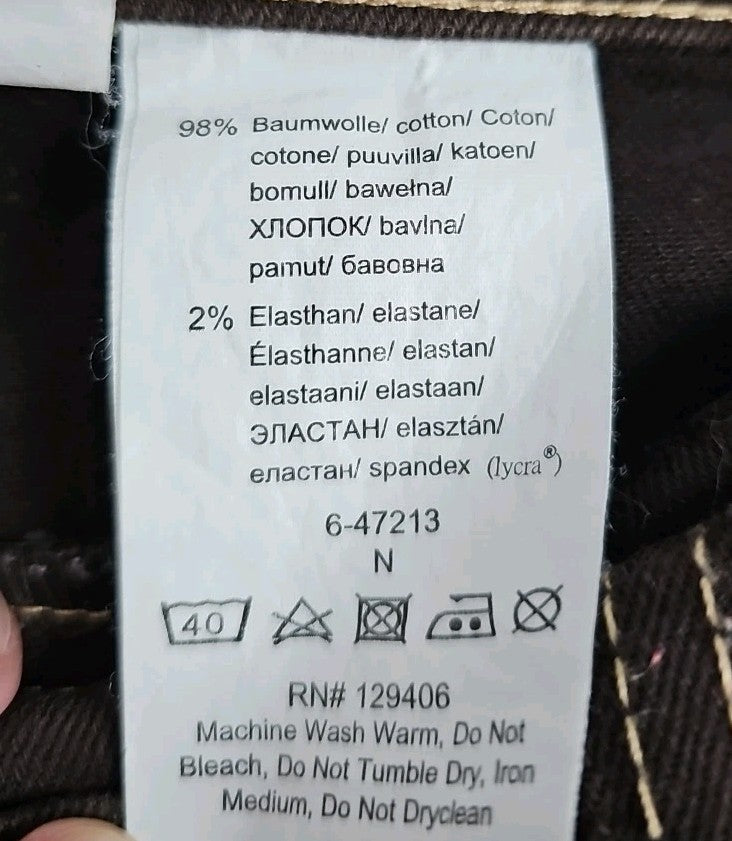 98% Baumwolle/ cotton/ Coton/
cotone/ puuvilla/ katoen/
bomull/ bawełna/
ХЛОПОК/ bavlna/
pamut/ бавовна
2% Elasthan/ elastane/
Élasthanne/ elastan/
elastaani/ elastaan/
ЭЛАСТАН/ elasztán/
еластан/ spandex (lycra®)
6-47213
N
40
RN# 129406
Machine Wash Warm, Do Not
Bleach, Do Not Tumble Dry, Iron
Medium, Do Not Dryclean